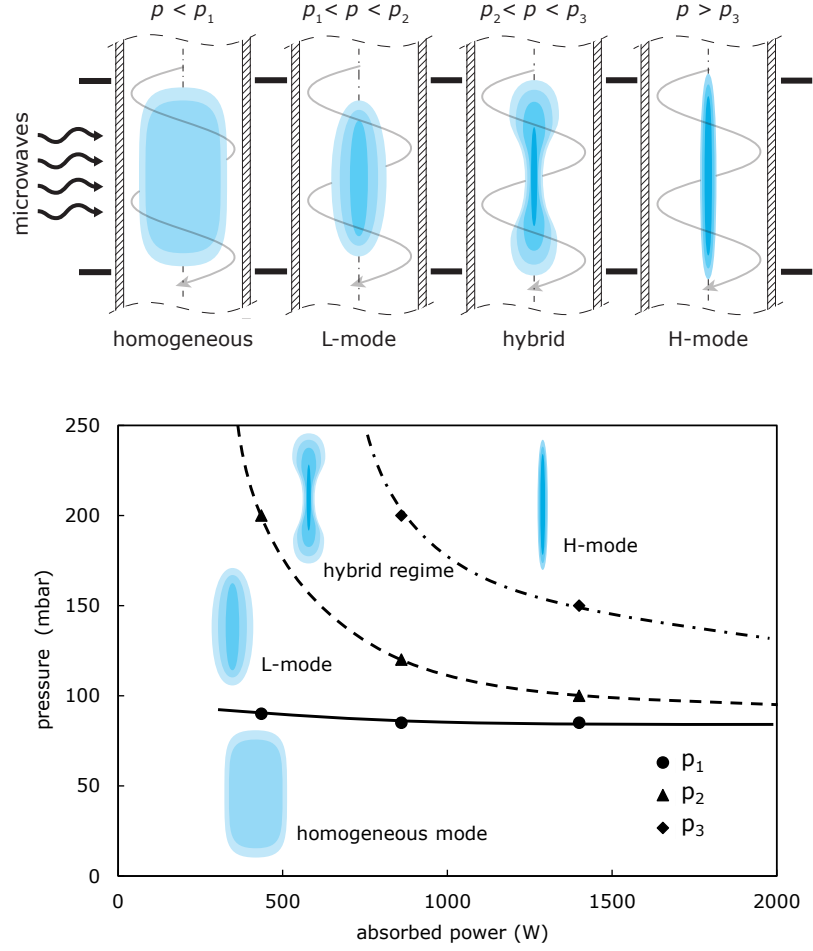 p < p₁
p₁ < p < p₂
p₂ < p < p₃
p > p₃
microwaves
homogeneous
L-mode
hybrid
H-mode
250
200
150
100
50
0
pressure (mbar)
H-mode
hybrid regime
L-mode
homogeneous mode
p₁
p₂
p₃
0
500
1000
1500
2000
absorbed power (W)